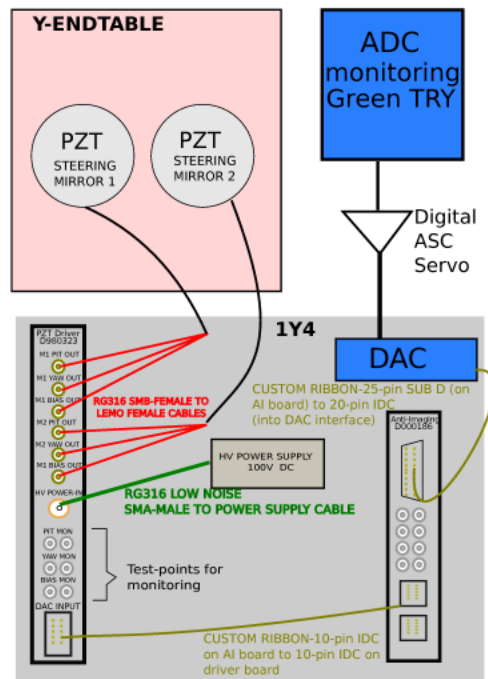 Y-ENDTABLE
PZT
STEERING
MIRROR 1
PZT
STEERING
MIRROR 2
ADC
monitoring
Green TRY
Digital
ASC
Servo
1Y4
DAC
PZT Driver
D980323
M1 PIT OUT
M1 YAW OUT
M1 BIAS OUT
M2 PIT OUT
M2 YAW OUT
M1 BIAS OUT
HV POWER-IN
PIT MON
YAW MON
BIAS MON
DAC INPUT
RG316 SMB-FEMALE TO
LEMO FEMALE CABLES
CUSTOM RIBBON-25-pin SUB D (on
AI board) to 20-pin IDC
(into DAC interface)
Anti-Imaging
D000186
HV POWER SUPPLY
100V DC
RG316 LOW NOISE
SMA-MALE TO POWER SUPPLY CABLE
Test-points for
monitoring
CUSTOM RIBBON-10-pin IDC
on AI board to 10-pin IDC on
driver board